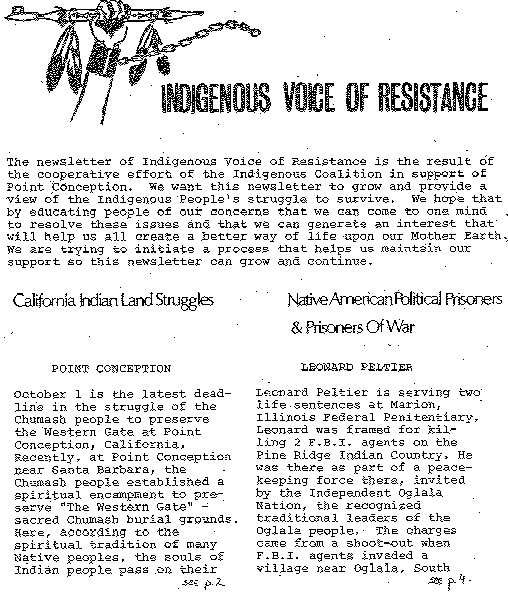 INDIGENOUS VOICE OF RESISTANCE
The newsletter of Indigenous Voice of Resistance is the result of
the cooperative effort of the Indigenous Coalition in support of
Point Conception. We want this newsletter to grow and provide a
view of the Indigenous People's struggle to survive. We hope that
by educating people of our concerns that we can come to one mind
to resolve these issues and that we can generate an interest that
will help us all create a better way of life upon our Mother Earth.
We are trying to initiate a process that helps us maintain our
support so this newsletter can grow and continue.
California Indian Land Struggles
POINT CONCEPTION
October 1 is the latest dead-
line in the struggle of the
Chumash people to preserve
the Western Gate at Point
Conception, California.
Recently, at Point Conception
near Santa Barbara, the
Chumash people established a
spiritual encampment to pre-
serve "The Western Gate" -
sacred Chumash burial grounds.
Here, according to the
spiritual tradition of many
Native peoples, the souls of
Indian people pass on their
see p.2
Native American Political Prisoners
& Prisoners Of War
LEONARD PELTIER
Leonard Peltier is serving two
life sentences at Marion,
Illinois Federal Penitentiary.
Leonard was framed for kil-
ling 2 F.B.I. agents on the
Pine Ridge Indian Country. He
was there as part of a peace-
keeping force there, invited
by the Independent Oglala
Nation, the recognized
traditional leaders of the
Oglala people. The charges
came from a shoot-out when
F.B.I. agents invaded a
village near Oglala, South
see p.4